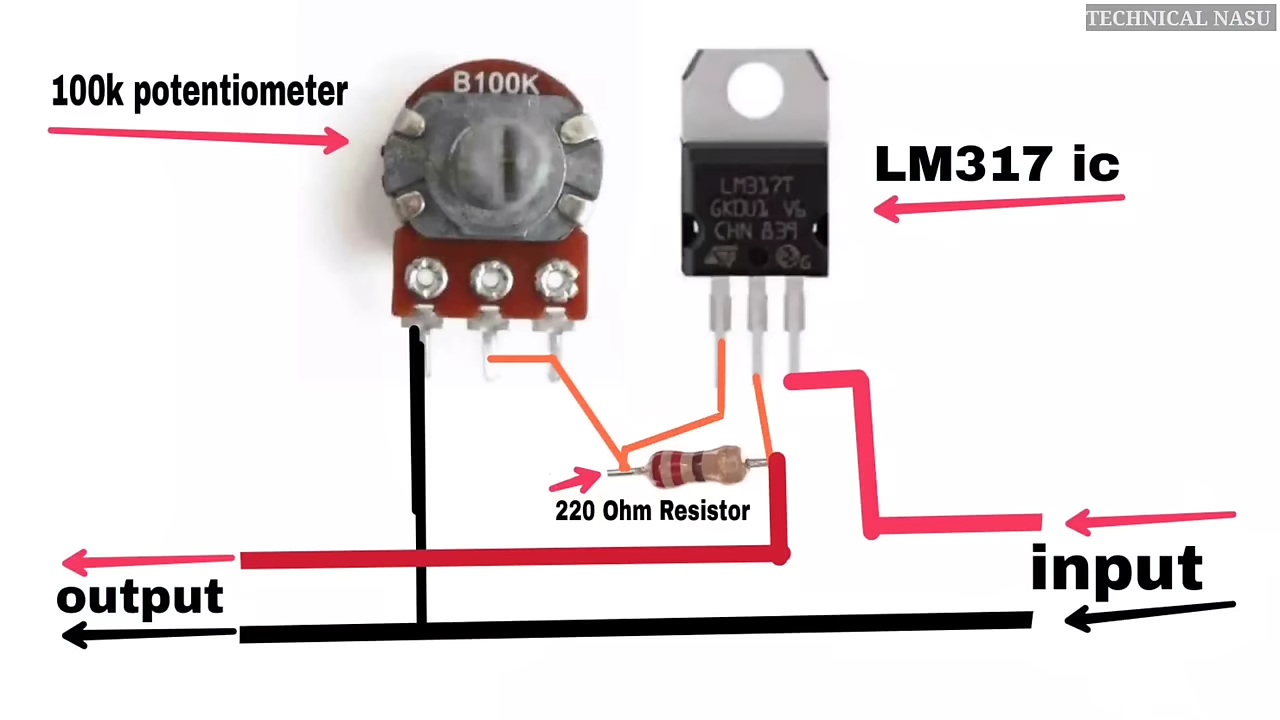 TECHNICAL NASU
100k potentiometer
B100K
LM317 ic
LM317T
GKDU1 V6
CHN 839
G
220 Ohm Resistor
input
output